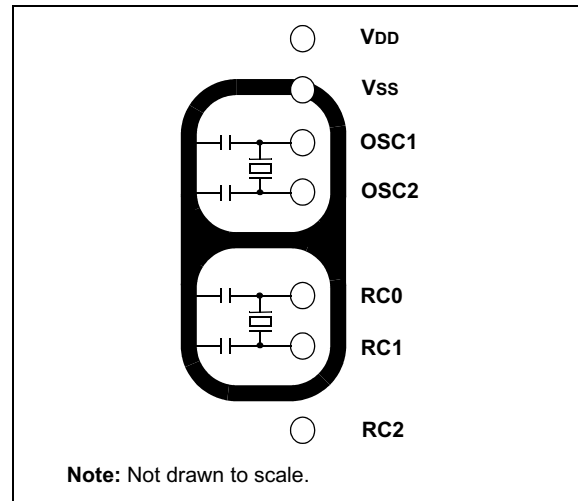 VDD
VSS
OSC1
OSC2
RC0
RC1
RC2
Note: Not drawn to scale.